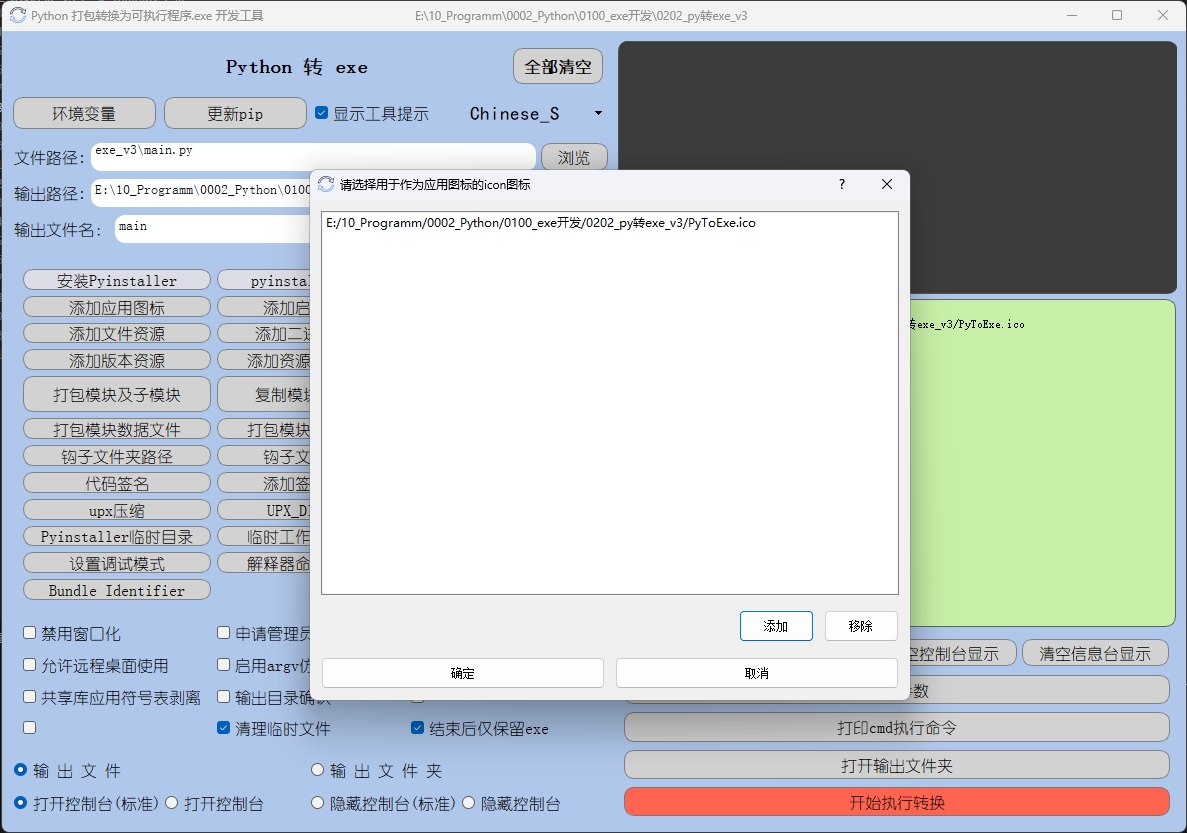 Python 打包转换为可执行程序.exe 开发工具
E:\10_Programm\0002_Python\0100_exe开发\0202_py转exe_v3
Python 转 exe
全部清空
环境变量
更新pip
显示工具提示
Chinese_S
文件路径:
exe_v3\main.py
浏览
输出路径:
E:\10_Programm\0002_Python\0100
输出文件名:
main
请选择用于作为应用图标的icon图标
?
E:/10_Programm/0002_Python/0100_exe开发/0202_py转exe_v3/PyToExe.ico
添加
移除
确定
取消
转exe_v3/PyToExe.ico
安装Pyinstaller
pyinstal
添加应用图标
添加启
添加文件资源
添加二进
添加版本资源
添加资源
打包模块及子模块
复制模块
打包模块数据文件
打包模块
钩子文件夹路径
钩子文
代码签名
添加签
upx压缩
UPX_D
Pyinstaller临时目录
临时工作
设置调试模式
解释器命
Bundle Identifier
禁用窗口化
申请管理员
允许远程桌面使用
启用argv仿
共享库应用符号表剥离
输出目录确认
清理临时文件
结束后仅保留exe
输 出 文 件
输 出 文 件 夹
打开控制台(标准)
打开控制台
隐藏控制台(标准)
隐藏控制台
空控制台显示
清空信息台显示
参数
打印cmd执行命令
打开输出文件夹
开始执行转换